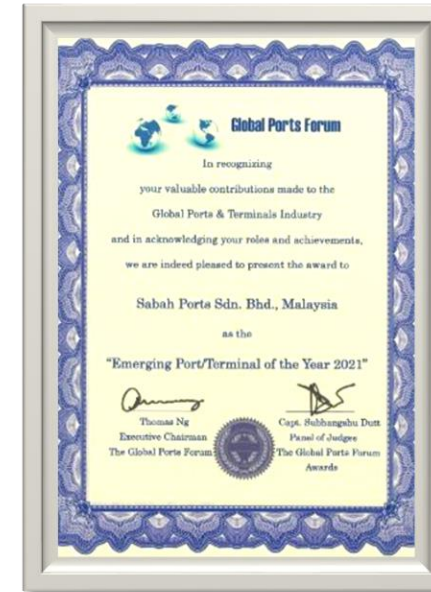 Global Ports Forum
In recognizing
your valuable contributions made to the
Global Ports & Terminals Industry
and in acknowledging your roles and achievements,
we are indeed pleased to present the award to
Sabah Ports Sdn. Bhd., Malaysia
as the
"Emerging Port/Terminal of the Year 2021"
Thomas Ng
Executive Chairman
The Global Ports Forum
Capt. Subhangshu Dutt
Panel of Judges
The Global Ports Forum
Awards